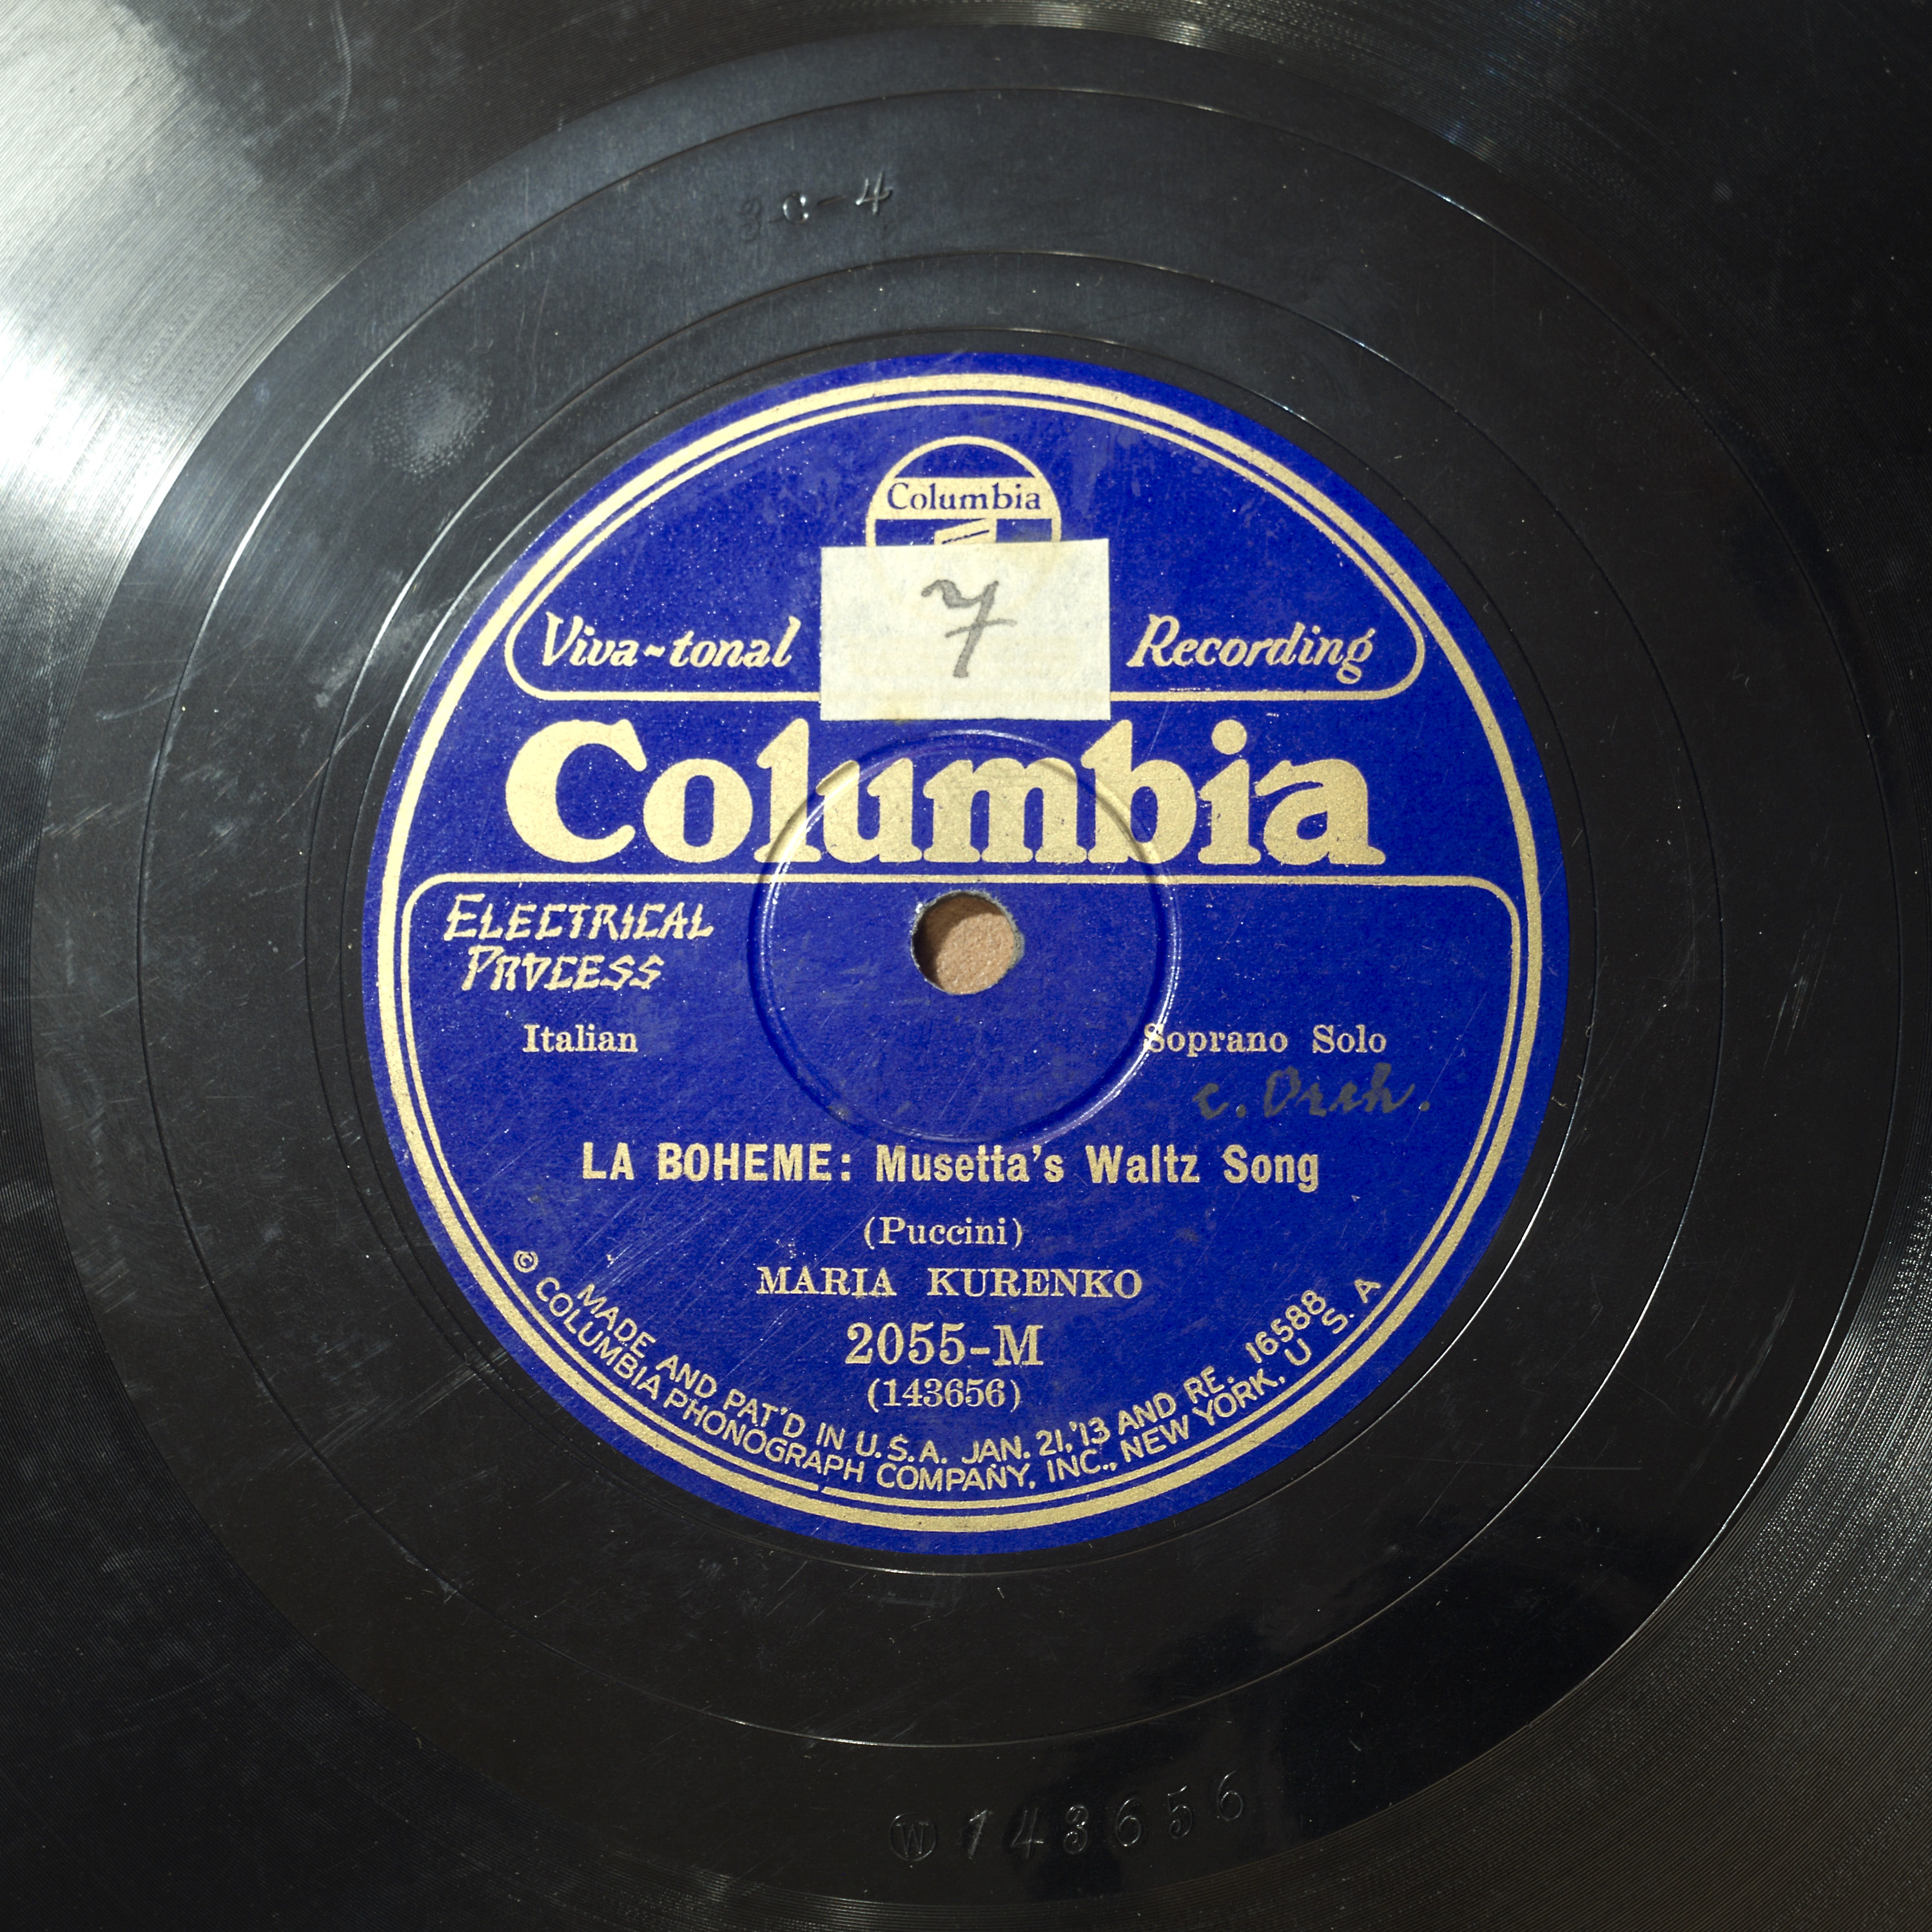 3-C-4
Columbia
7
Viva-tonal Recording
Columbia
ELECTRICAL
PROCESS
Italian Soprano Solo
c. Orch.
LA BOHEME: Musetta's Waltz Song
(Puccini)
MARIA KURENKO
2055-M
(143656)
MADE AND PAT'D IN U.S.A. JAN. 21,'13 AND RE. 16588
© COLUMBIA PHONOGRAPH COMPANY, INC., NEW YORK, U S. A
W 143656